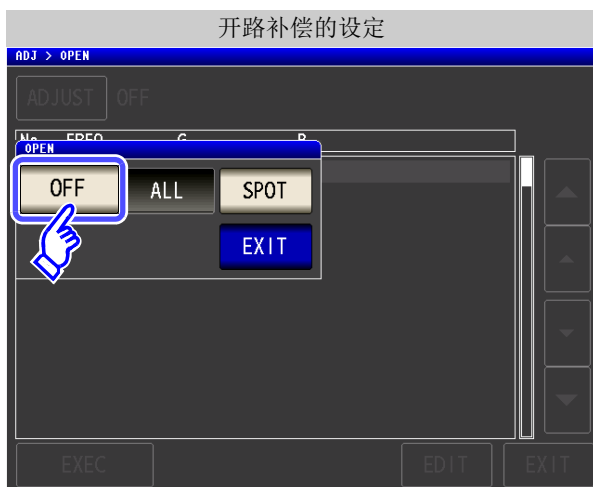 开路补偿的设定
ADJ > OPEN
ADJUST OFF
No. FREQ G B
OPEN
OFF ALL SPOT
EXIT
EXEC EDIT EXIT